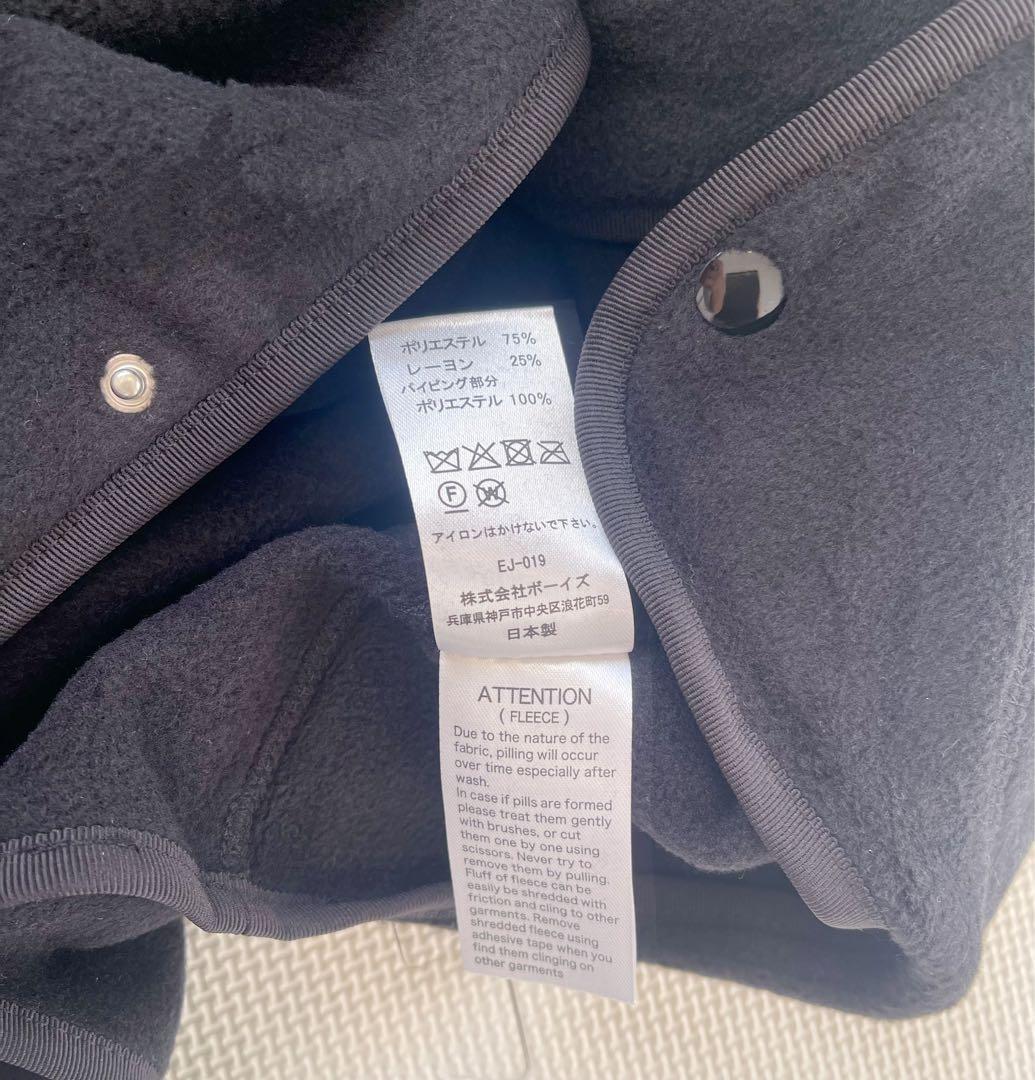 ポリエステル 75%
レーヨン 25%
パイピング部分
ポリエステル 100%
F W
アイロンはかけないで下さい。
EJ-019
株式会社ボーイズ
兵庫県神戸市中央区浪花町59
日本製
ATTENTION
( FLEECE )
Due to the nature of the
fabric, pilling will occur
over time especially after
wash.
In case if pills are formed
please treat them gently
with brushes, or cut
them one by one using
scissors. Never try to
remove them by pulling.
Fluff of fleece can be
easily be shredded with
friction and cling to other
garments. Remove
shredded fleece using
adhesive tape when you
find them clinging on
other garments